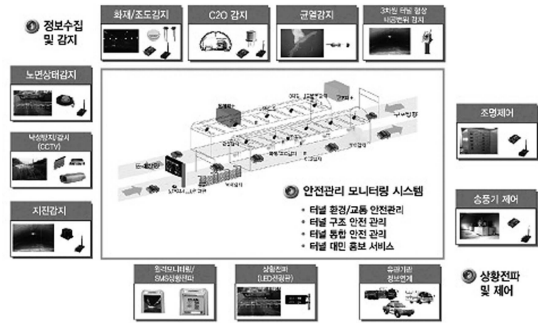 정보수집
및 감지
화재/조도감지
C2O 감지
균열감지
3차원 터널 형상
내공변위 감지
노면상태감지
낙석방지/감시
(CCTV)
지진감지
조명제어
송풍기 제어
안전관리 모니터링 시스템
• 터널 환경/교통 안전관리
• 터널 구조 안전 관리
• 터널 통합 안전 관리
• 터널 대민 홍보 서비스
원격모니터링/
SMS상황전파
상황전파
(LED전광판)
유관기관
정보연계
상황전파
및 제어